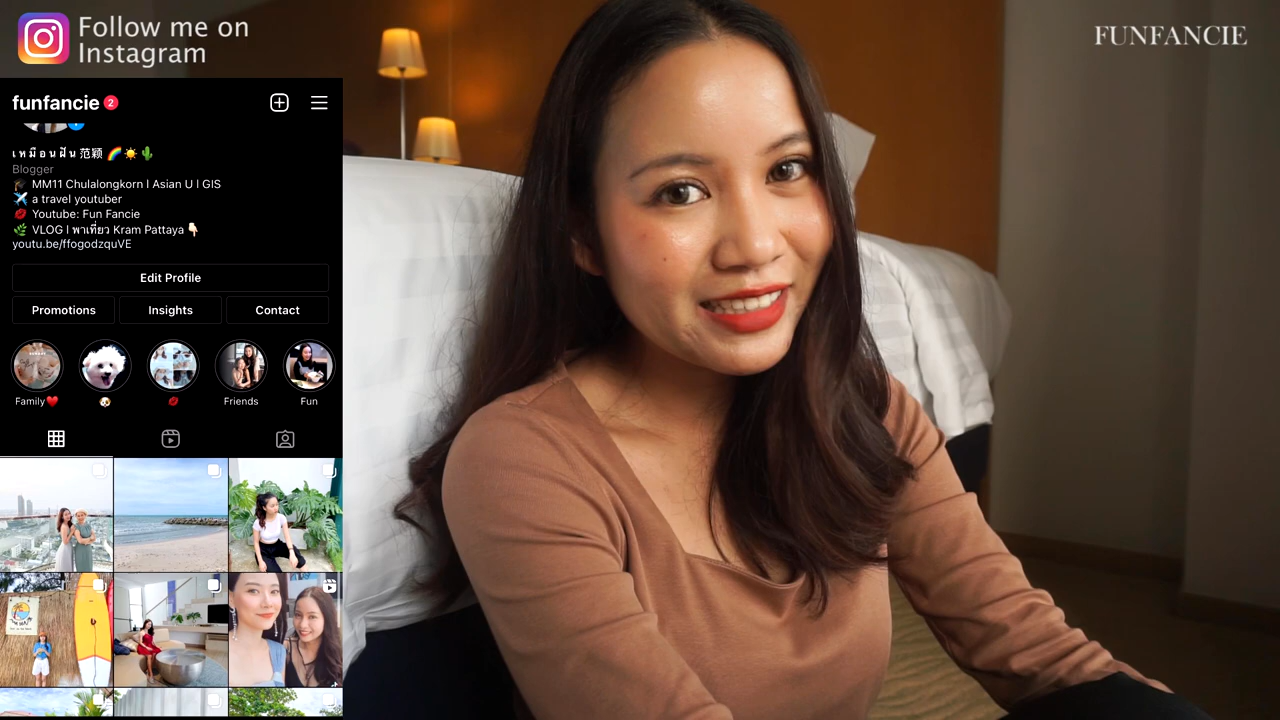 Follow me on
Instagram
FUNFANCIE
funfancie 2
เหมือนฝัน 范颖 🌈☀️🌵
Blogger
🎓 MM11 Chulalongkorn l Asian U l GIS
✈️ a travel youtuber
💋 Youtube: Fun Fancie
🌿 VLOG l พาเที่ยว Kram Pattaya 👇🏻
youtu.be/ffogodzquVE
Edit Profile
Promotions Insights Contact
Family❤️ 🐶 💋 Friends Fun